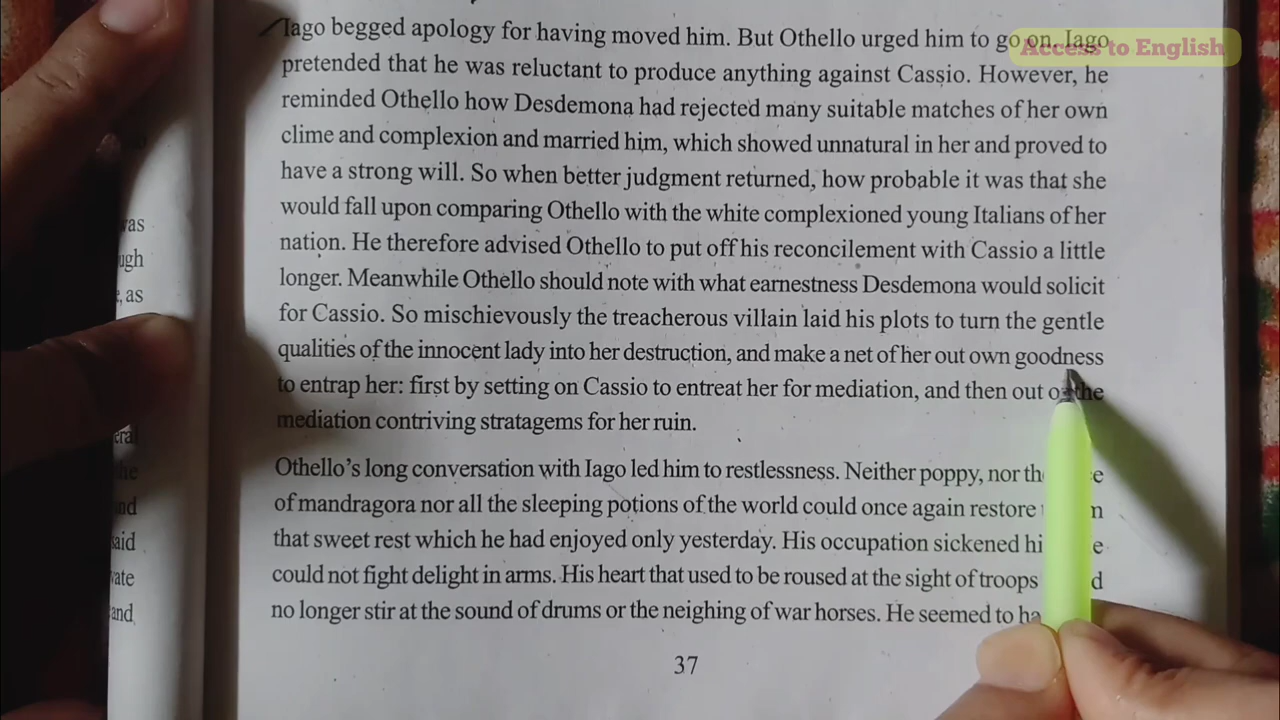 Iago begged apology for having moved him. But Othello urged him to go on. Iago
Access to English
pretended that he was reluctant to produce anything against Cassio. However, he
reminded Othello how Desdemona had rejected many suitable matches of her own
clime and complexion and married him, which showed unnatural in her and proved to
have a strong will. So when better judgment returned, how probable it was that she
would fall upon comparing Othello with the white complexioned young Italians of her
nation. He therefore advised Othello to put off his reconcilement with Cassio a little
longer. Meanwhile Othello should note with what earnestness Desdemona would solicit
for Cassio. So mischievously the treacherous villain laid his plots to turn the gentle
qualities of the innocent lady into her destruction, and make a net of her out own goodness
to entrap her: first by setting on Cassio to entreat her for mediation, and then out of the
mediation contriving stratagems for her ruin.
Othello's long conversation with Iago led him to restlessness. Neither poppy, nor
of mandragora nor all the sleeping potions of the world could once again restore
that sweet rest which he had enjoyed only yesterday. His occupation sickened
could not fight delight in arms. His heart that used to be roused at the sight of troops
no longer stir at the sound of drums or the neighing of war horses. He seemed to
37
was
as
said
and